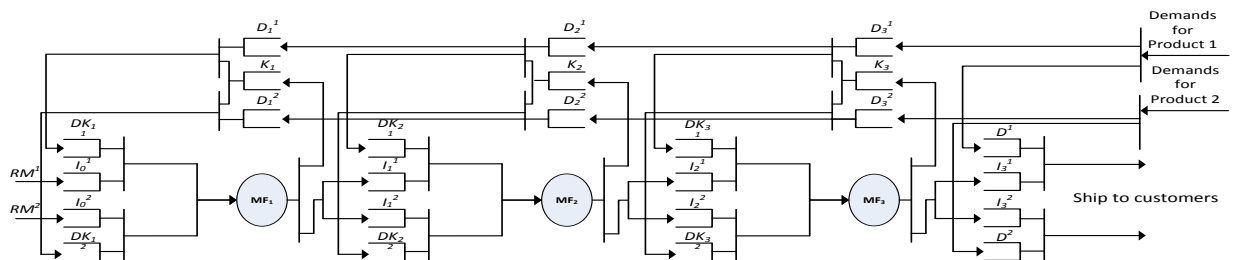 D₁¹ D₂¹ D₃¹ Demands
for
Product 1
K₁ K₂ K₃ Demands
for
Product 2
D₁² D₂² D₃²
DK₁¹ DK₂¹ DK₃¹ D¹
RM¹ I₀¹ I₁¹ I₂¹ I₃¹
MF₁ MF₂ MF₃
RM² I₀² I₁² I₂² I₃² Ship to customers
DK₁² DK₂² DK₃² D²